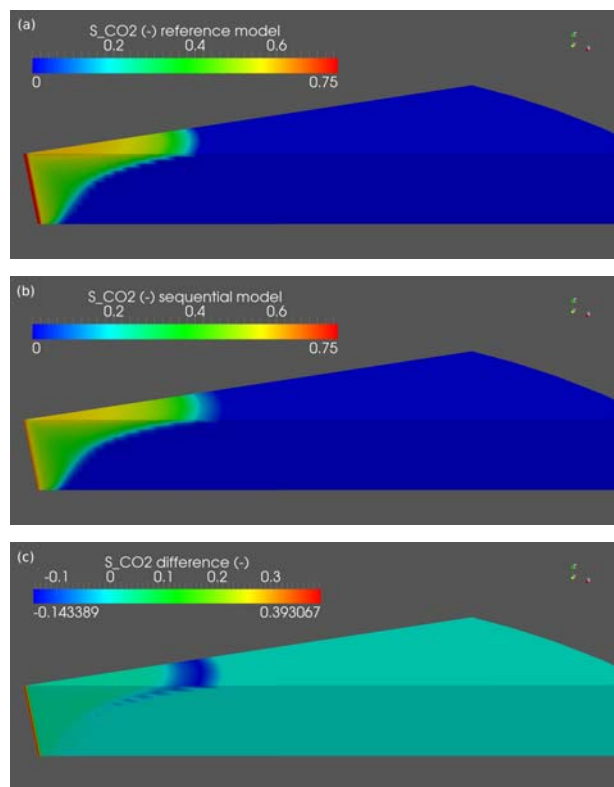 (a)
S_CO2 (-) reference model
0.2 0.4 0.6
0 0.75
(b)
S_CO2 (-) sequential model
0.2 0.4 0.6
0 0.75
(c)
S_CO2 difference (-)
-0.1 0 0.1 0.2 0.3
-0.143389 0.393067